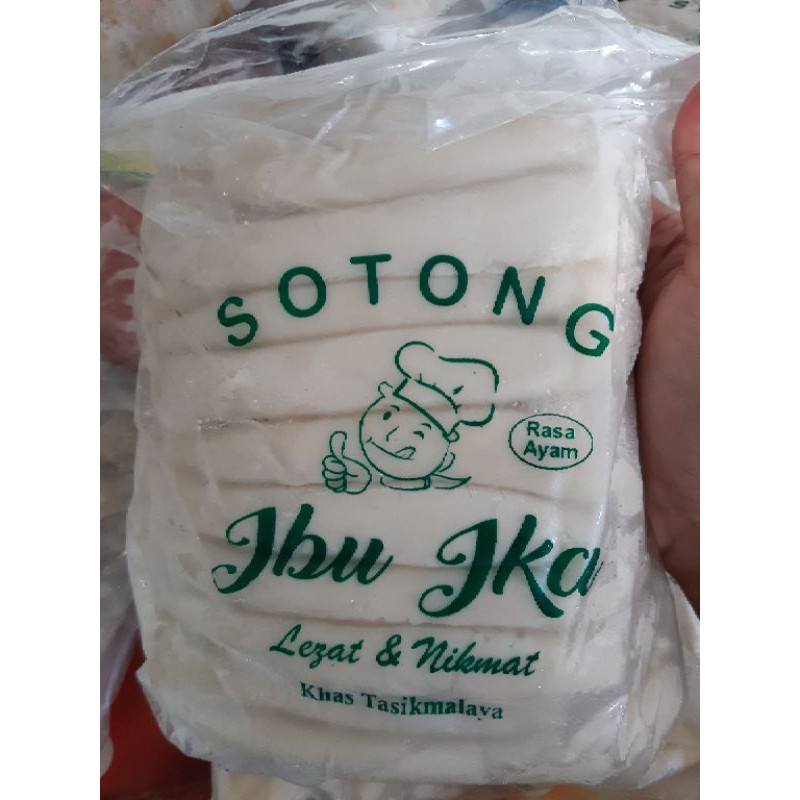 SOTONG
Rasa
Ayam
Ibu Ika
Lezat & Nikmat
Khas Tasikmalaya